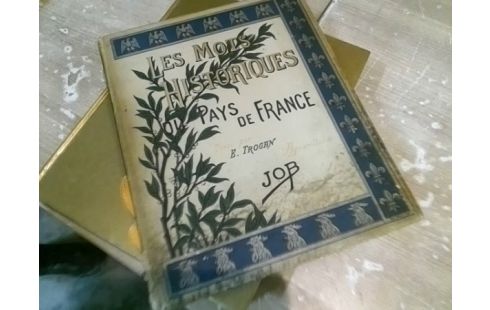 LES MOTS
HISTORIQUES
DU PAYS DE FRANCE
E. TROGAN
JOB